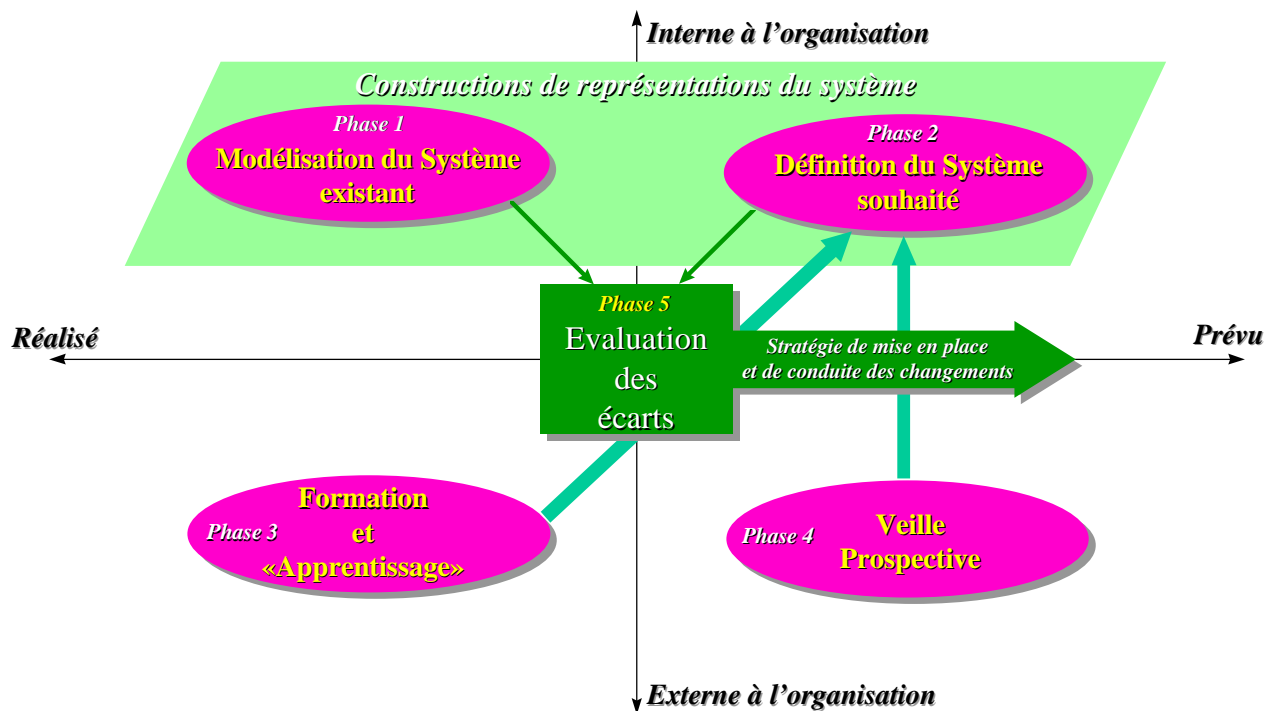 Interne à l’organisation
Constructions de représentations du système
Phase 1
Modélisation du Système
existant
Phase 2
Définition du Système
souhaité
Phase 5
Evaluation
des
écarts
Réalisé
Prévu
Stratégie de mise en place
et de conduite des changements
Formation
Phase 3
et
«Apprentissage»
Phase 4
Veille
Prospective
Externe à l’organisation